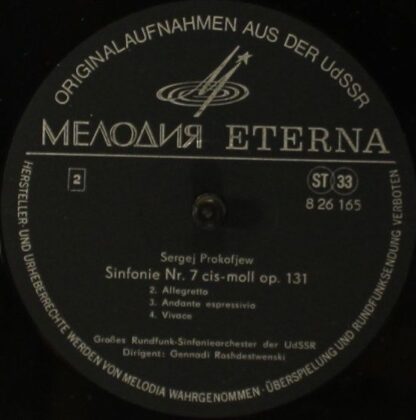 ORIGINALAUFNAHMEN AUS DER UdSSR
МЕЛОДИЯ ETERNA
2
ST 33
8 26 165
Sergej Prokofjew
Sinfonie Nr. 7 cis-moll op. 131
2. Allegretto
3. Andante espressivio
4. Vivace
Großes Rundfunk-Sinfonieorchester der UdSSR
Dirigent: Gennadi Roshdestwenski
HERSTELLER- UND URHEBERRECHTE WERDEN VON MELODIA WAHRGENOMMEN · ÜBERSPIELUNG UND RUNDFUNKSENDUNG VERBOTEN